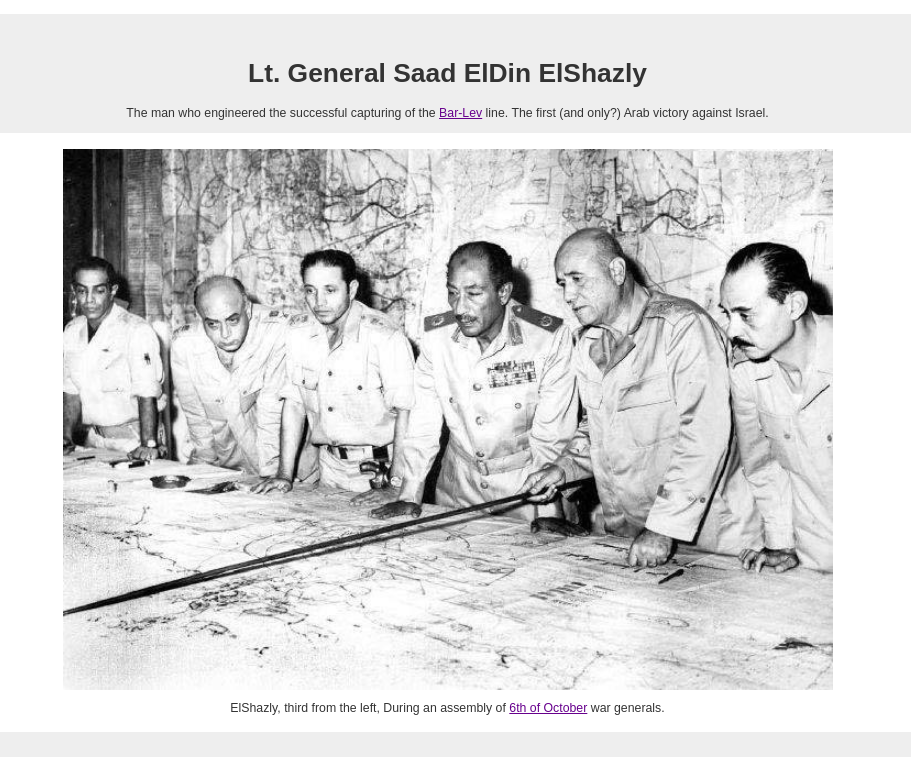 Lt. General Saad ElDin ElShazly
The man who engineered the successful capturing of the Bar-Lev line. The first (and only?) Arab victory against Israel.
ElShazly, third from the left, During an assembly of 6th of October war generals.